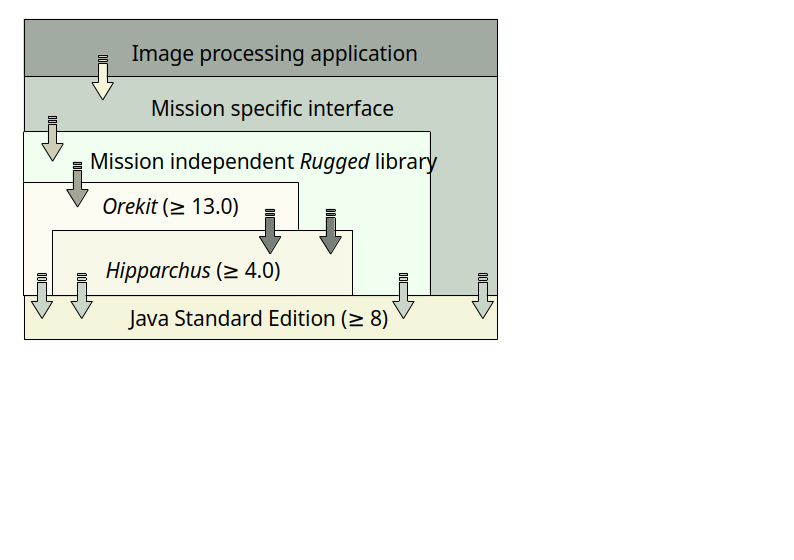 Image processing application
Mission specific interface
Mission independent Rugged library
Orekit (≥ 13.0)
Hipparchus (≥ 4.0)
Java Standard Edition (≥ 8)